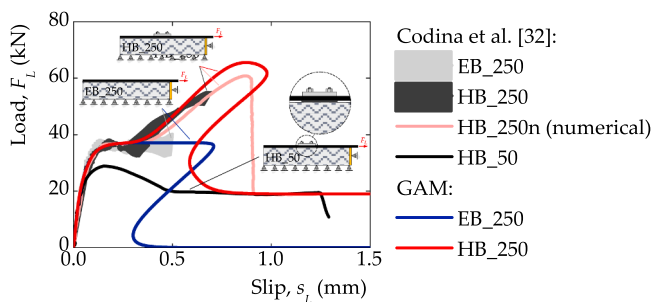 Load, F_L (kN)
80
60
40
20
0
0.0
0.5
1.0
1.5
Slip, s_L (mm)
F_L
HB_250
F_L
EB_250
F_L
HB_50
Codina et al. [32]:
EB_250
HB_250
HB_250n (numerical)
HB_50
GAM:
EB_250
HB_250